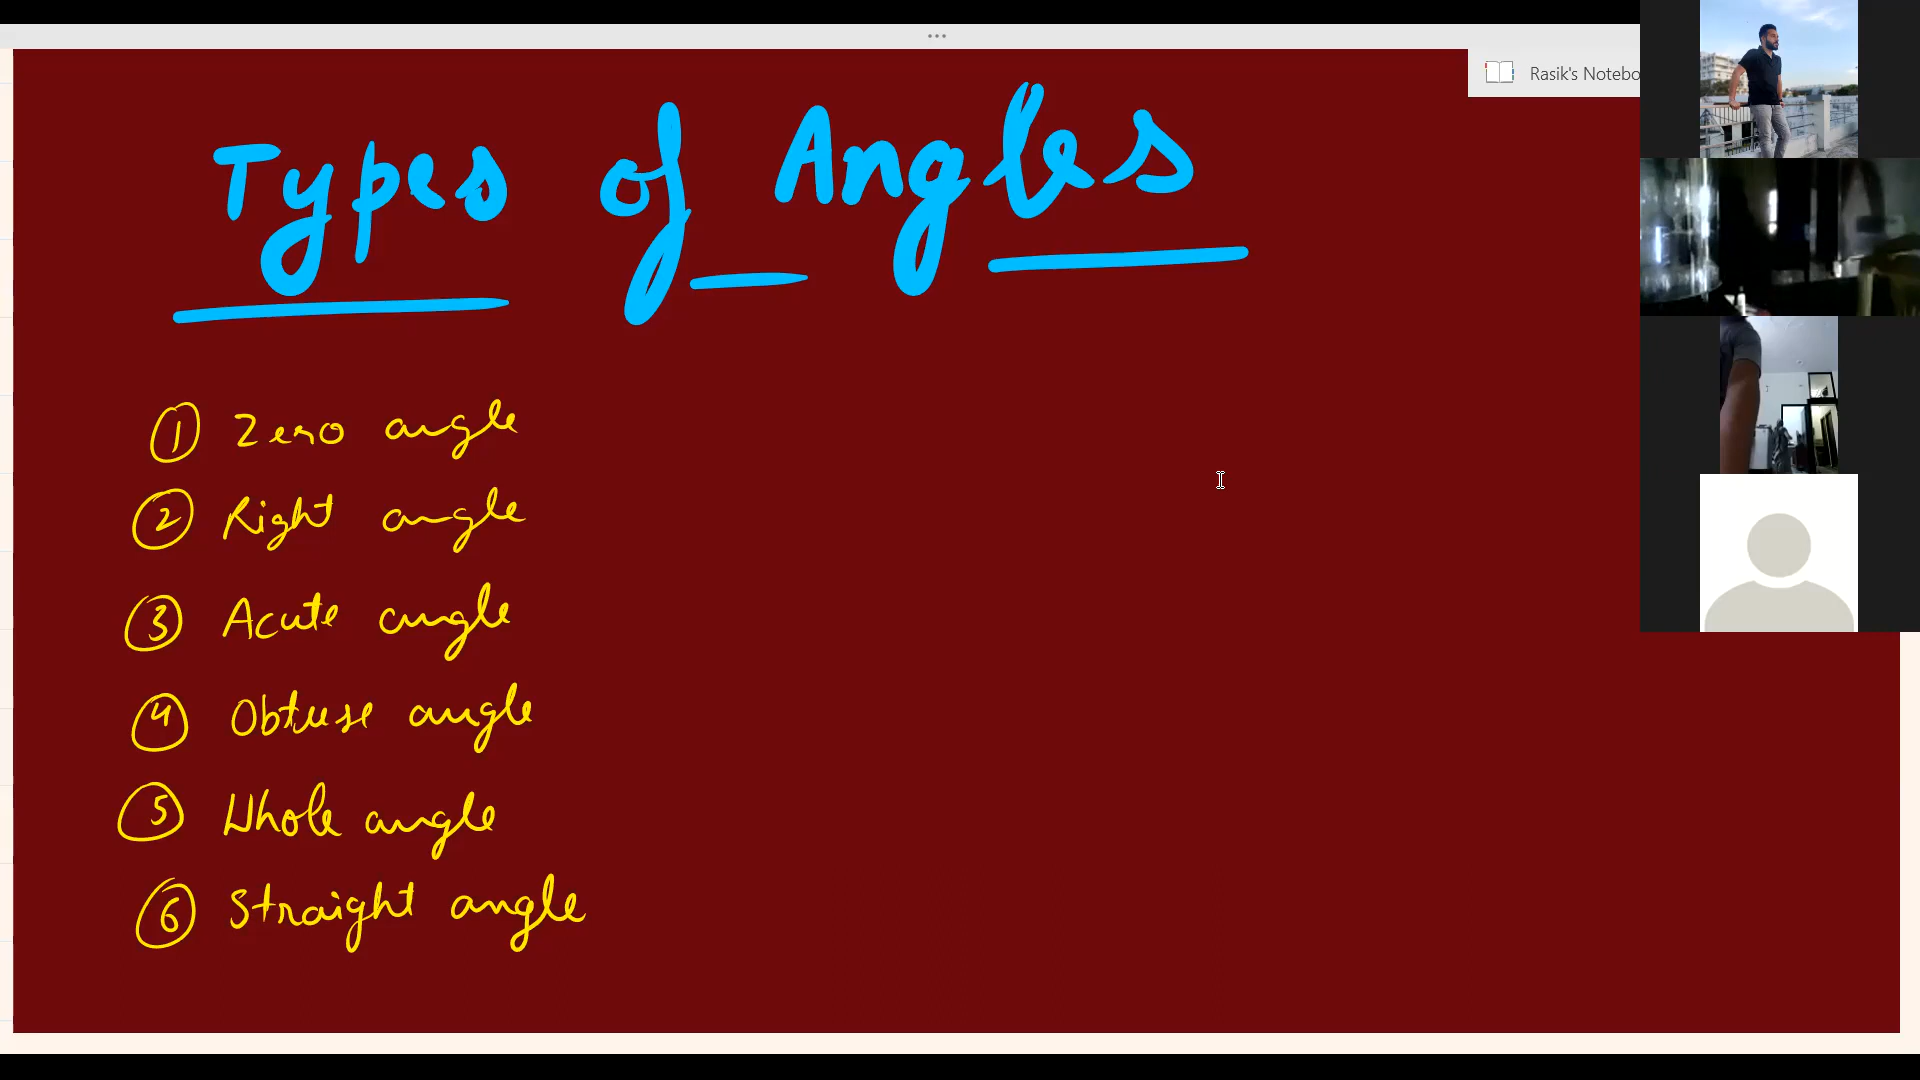 ...
Rasik's Notebo
Types of Angles
1 Zero angle
2 Right angle
3 Acute angle
4 Obtuse angle
5 Whole angle
6 Straight angle